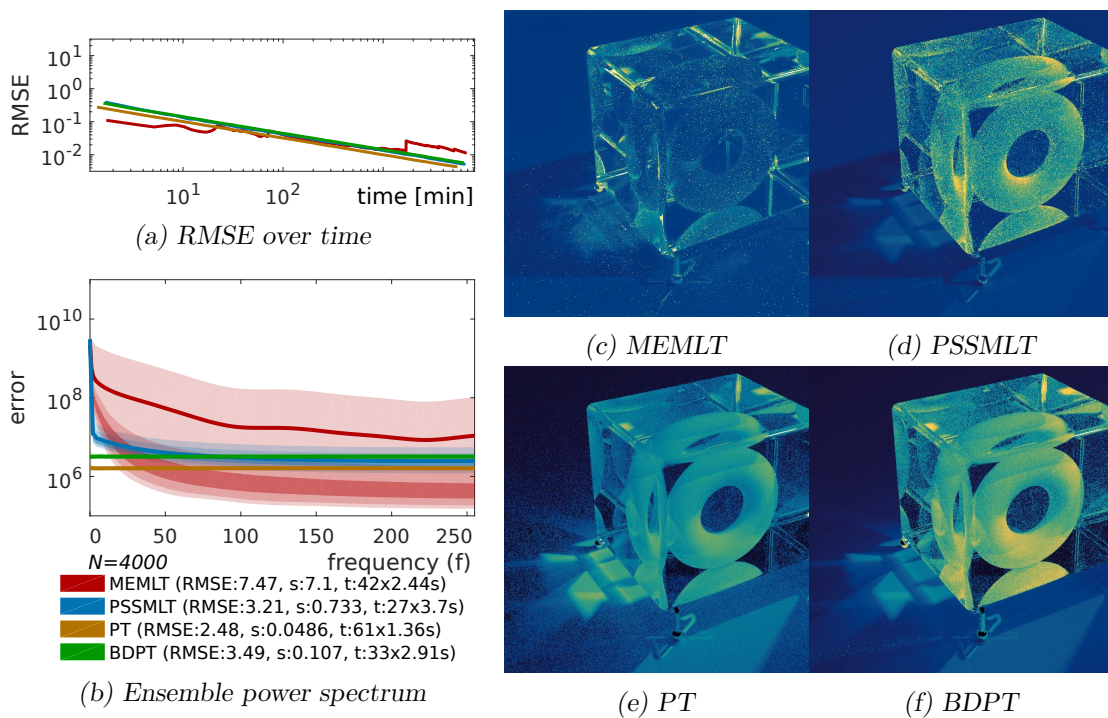 RMSE
10^1
10^0
10^-1
10^-2
10^1
10^2
time [min]
(a) RMSE over time
error
10^10
10^8
10^6
0
50
100
150
200
250
N=4000
frequency (f)
MEMLT (RMSE:7.47, s:7.1, t:42x2.44s)
PSSMLT (RMSE:3.21, s:0.733, t:27x3.7s)
PT (RMSE:2.48, s:0.0486, t:61x1.36s)
BDPT (RMSE:3.49, s:0.107, t:33x2.91s)
(b) Ensemble power spectrum
(c) MEMLT
(d) PSSMLT
(e) PT
(f) BDPT